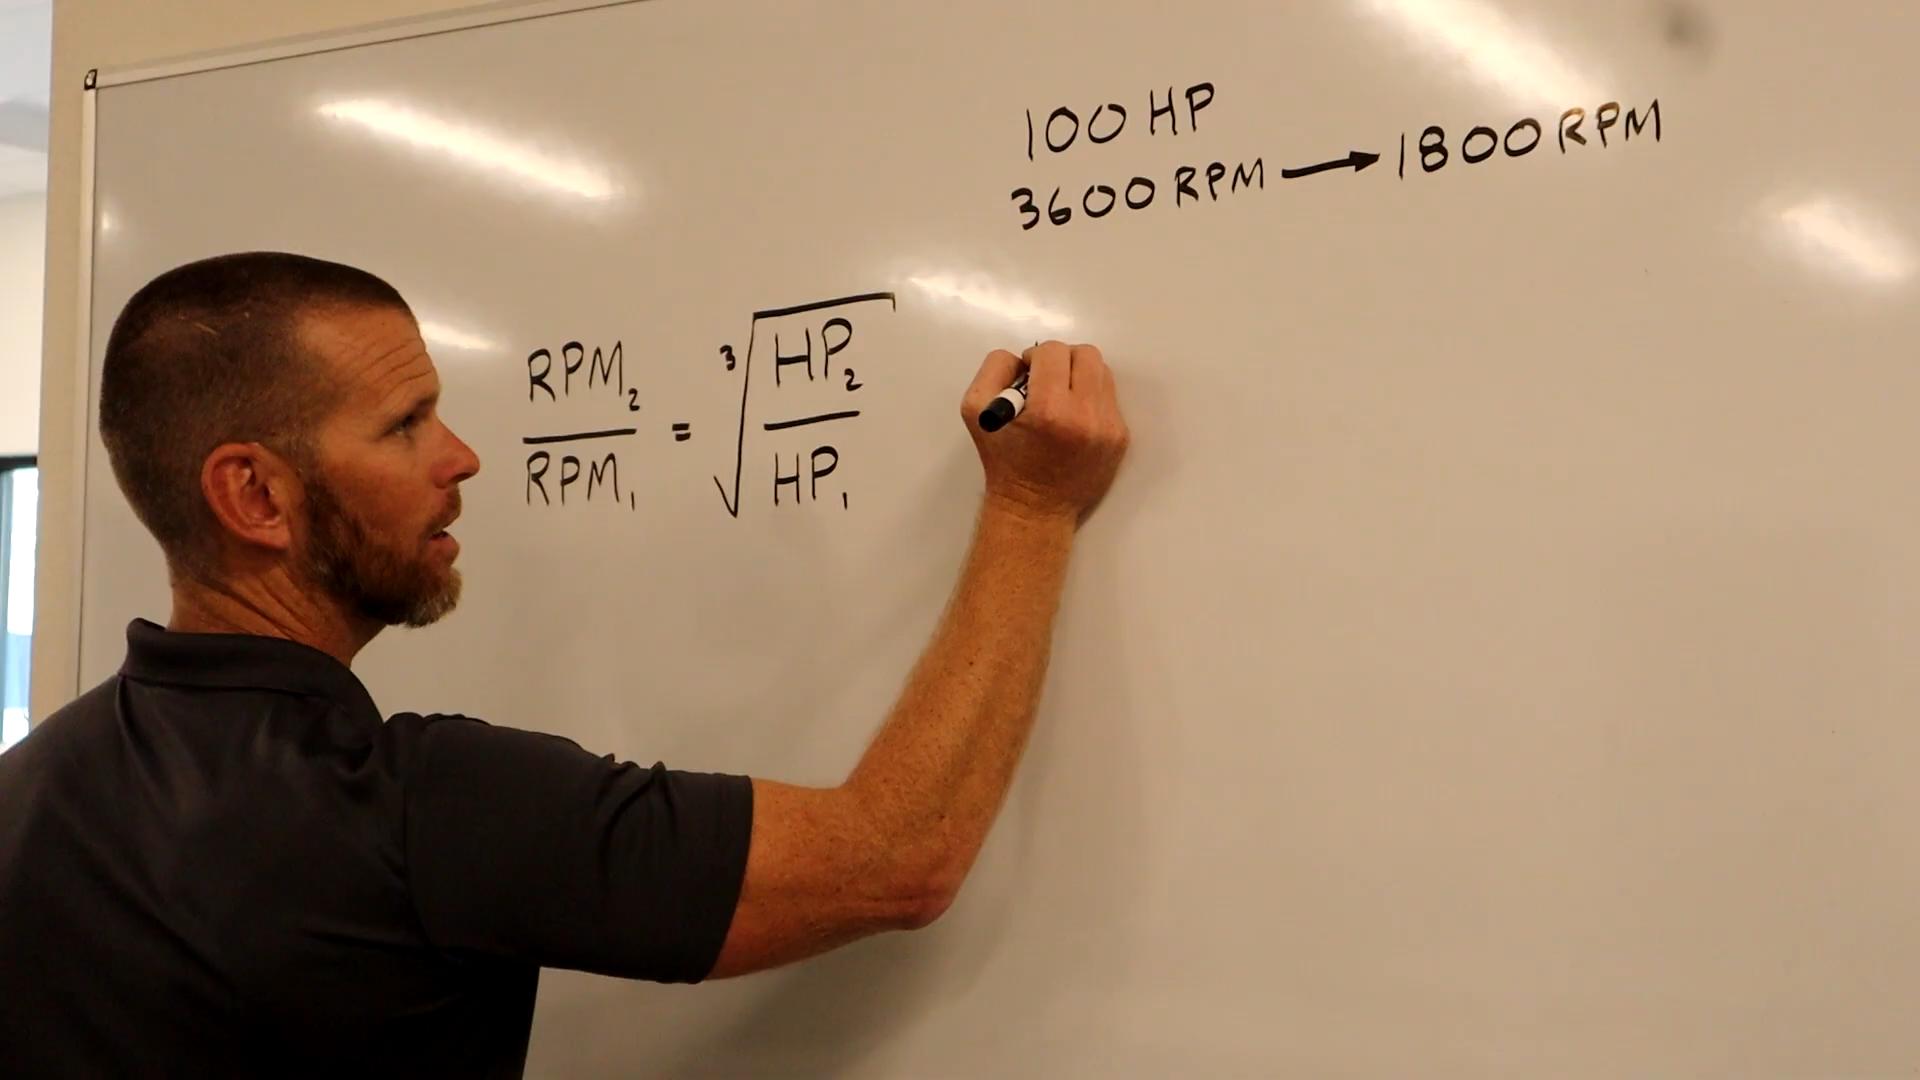 100 HP
3600 RPM → 1800 RPM
RPM₂ / RPM₁ = ³√(HP₂ / HP₁)